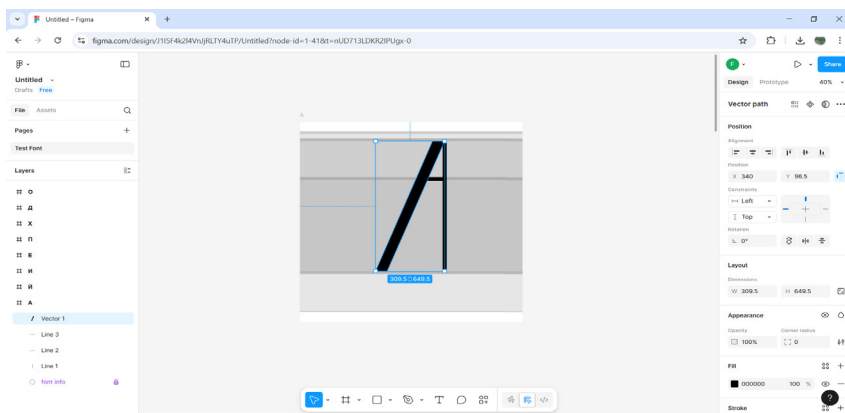 Untitled – Figma
figma.com/design/J1I5F4k2l4VnJjRLTY4uTP/Untitled?node-id=1-41&t=nUD713LDKR2IPUgx-0
Untitled
Drafts Free
File Assets
Pages
Test Font
Layers
О
Д
Х
П
Е
И
Й
А
Vector 1
Line 3
Line 2
Line 1
font info
A
309.5 × 649.5
F
Share
Design Prototype 40%
Vector path
Position
Alignment
Position
X 340 Y 96.5
Constraints
Left
Top
Rotation
0°
Layout
Dimensions
W 309.5 H 649.5
Appearance
Opacity Corner radius
100% 0
Fill
000000 100 %
Stroke
?